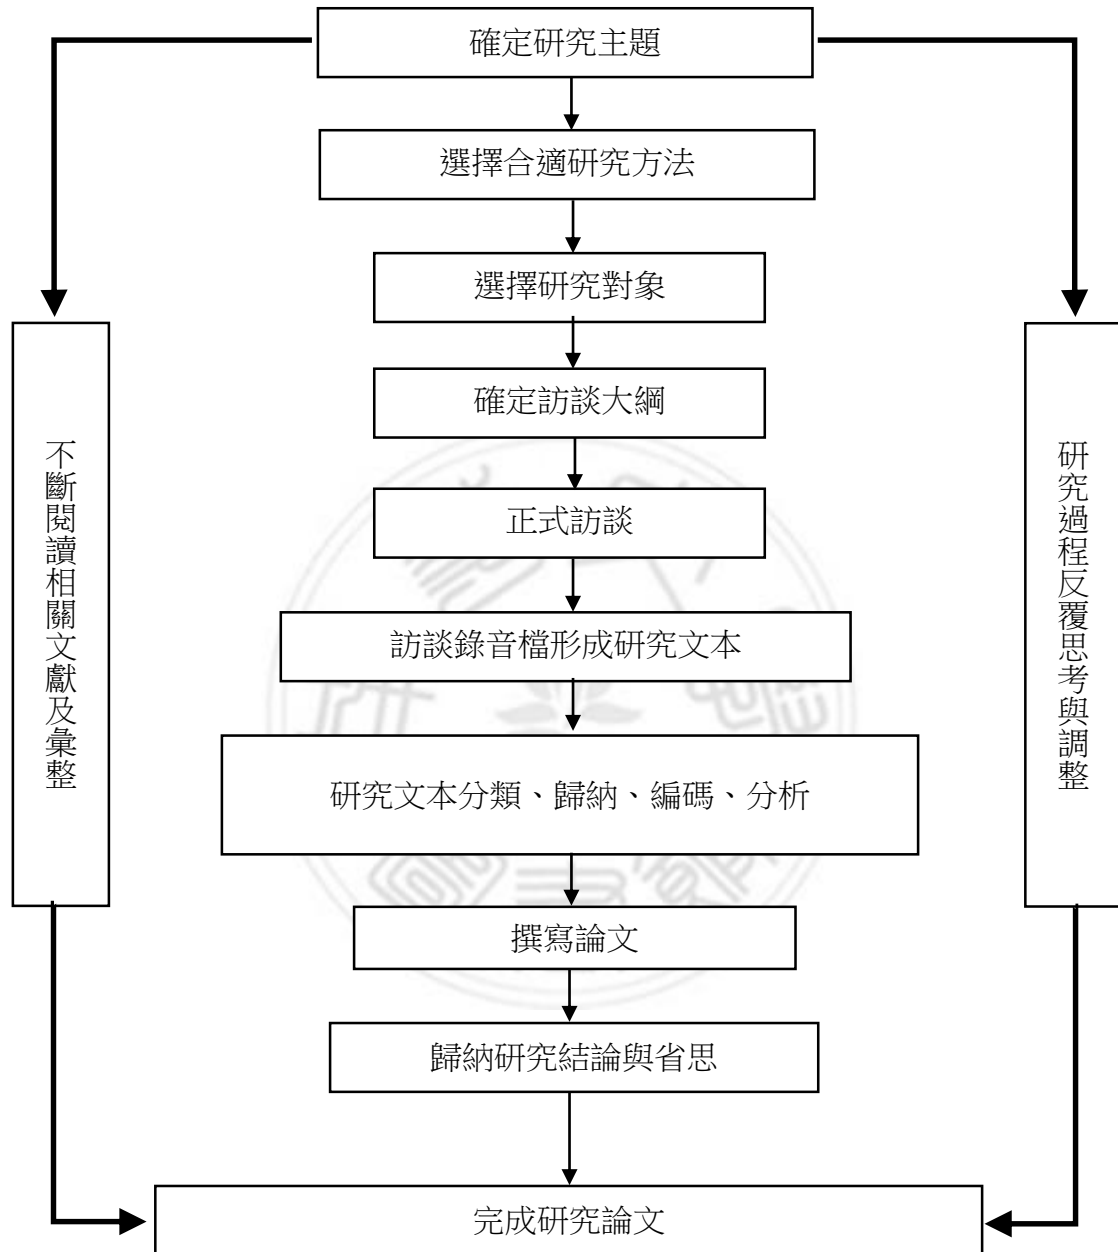 確定研究主題
選擇合適研究方法
選擇研究對象
確定訪談大綱
正式訪談
訪談錄音檔形成研究文本
研究文本分類、歸納、編碼、分析
撰寫論文
歸納研究結論與省思
完成研究論文
不斷閱讀相關文獻及彙整
研究過程反覆思考與調整